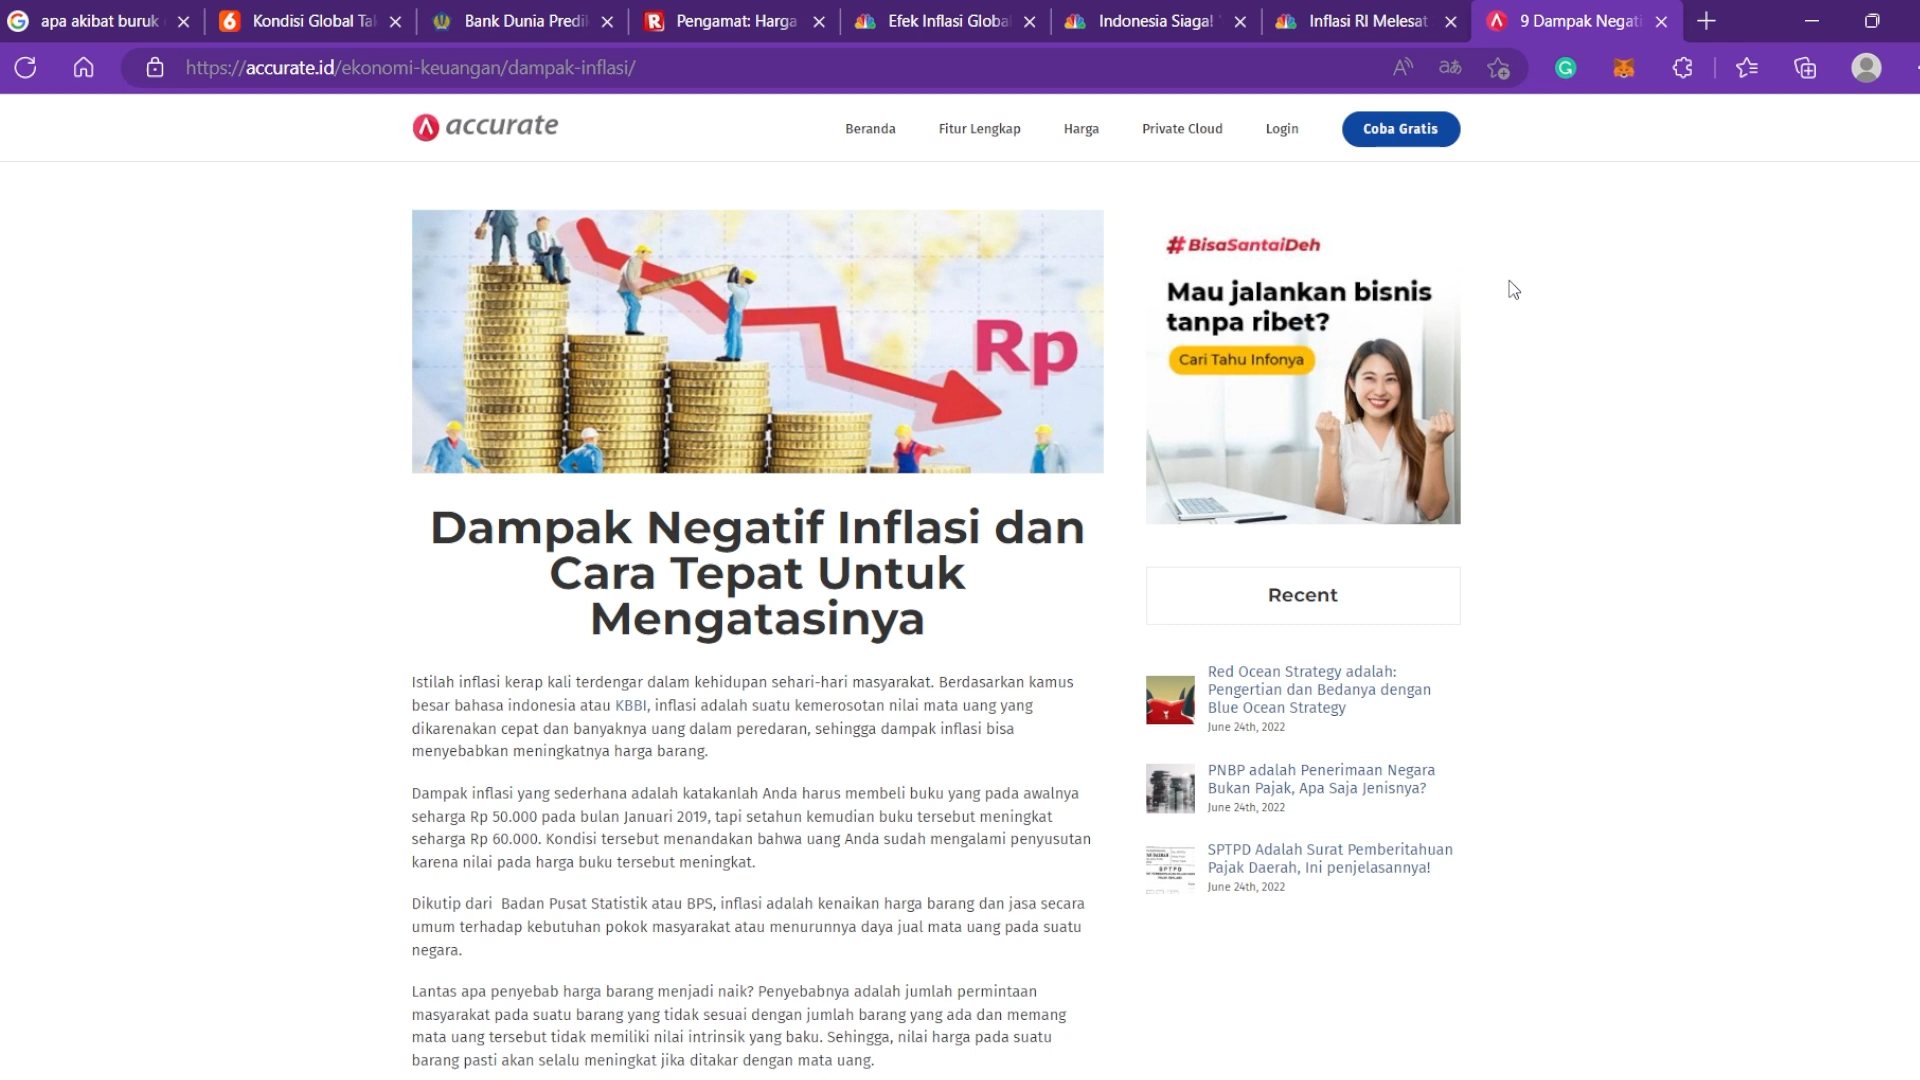 apa akibat buruk
Kondisi Global Tak
Bank Dunia Predi
Pengamat: Harga
Efek Inflasi Global
Indonesia Siaga!
Inflasi RI Melesat
9 Dampak Negati
https://accurate.id/ekonomi-keuangan/dampak-inflasi/
accurate
Beranda
Fitur Lengkap
Harga
Private Cloud
Login
Coba Gratis
Rp
Dampak Negatif Inflasi dan
Cara Tepat Untuk
Mengatasinya
Istilah inflasi kerap kali terdengar dalam kehidupan sehari-hari masyarakat. Berdasarkan kamus
besar bahasa indonesia atau KBBI, inflasi adalah suatu kemerosotan nilai mata uang yang
dikarenakan cepat dan banyaknya uang dalam peredaran, sehingga dampak inflasi bisa
menyebabkan meningkatnya harga barang.
Dampak inflasi yang sederhana adalah katakanlah Anda harus membeli buku yang pada awalnya
seharga Rp 50.000 pada bulan Januari 2019, tapi setahun kemudian buku tersebut meningkat
seharga Rp 60.000. Kondisi tersebut menandakan bahwa uang Anda sudah mengalami penyusutan
karena nilai pada harga buku tersebut meningkat.
Dikutip dari Badan Pusat Statistik atau BPS, inflasi adalah kenaikan harga barang dan jasa secara
umum terhadap kebutuhan pokok masyarakat atau menurunnya daya jual mata uang pada suatu
negara.
Lantas apa penyebab harga barang menjadi naik? Penyebabnya adalah jumlah permintaan
masyarakat pada suatu barang yang tidak sesuai dengan jumlah barang yang ada dan memang
mata uang tersebut tidak memiliki nilai intrinsik yang baku. Sehingga, nilai harga pada suatu
barang pasti akan selalu meningkat jika ditakar dengan mata uang.
#BisaSantaiDeh
Mau jalankan bisnis
tanpa ribet?
Cari Tahu Infonya
Recent
Red Ocean Strategy adalah:
Pengertian dan Bedanya dengan
Blue Ocean Strategy
June 24th, 2022
PNBP adalah Penerimaan Negara
Bukan Pajak, Apa Saja Jenisnya?
June 24th, 2022
SPTPD
SPTPD Adalah Surat Pemberitahuan
Pajak Daerah, Ini penjelasannya!
June 24th, 2022